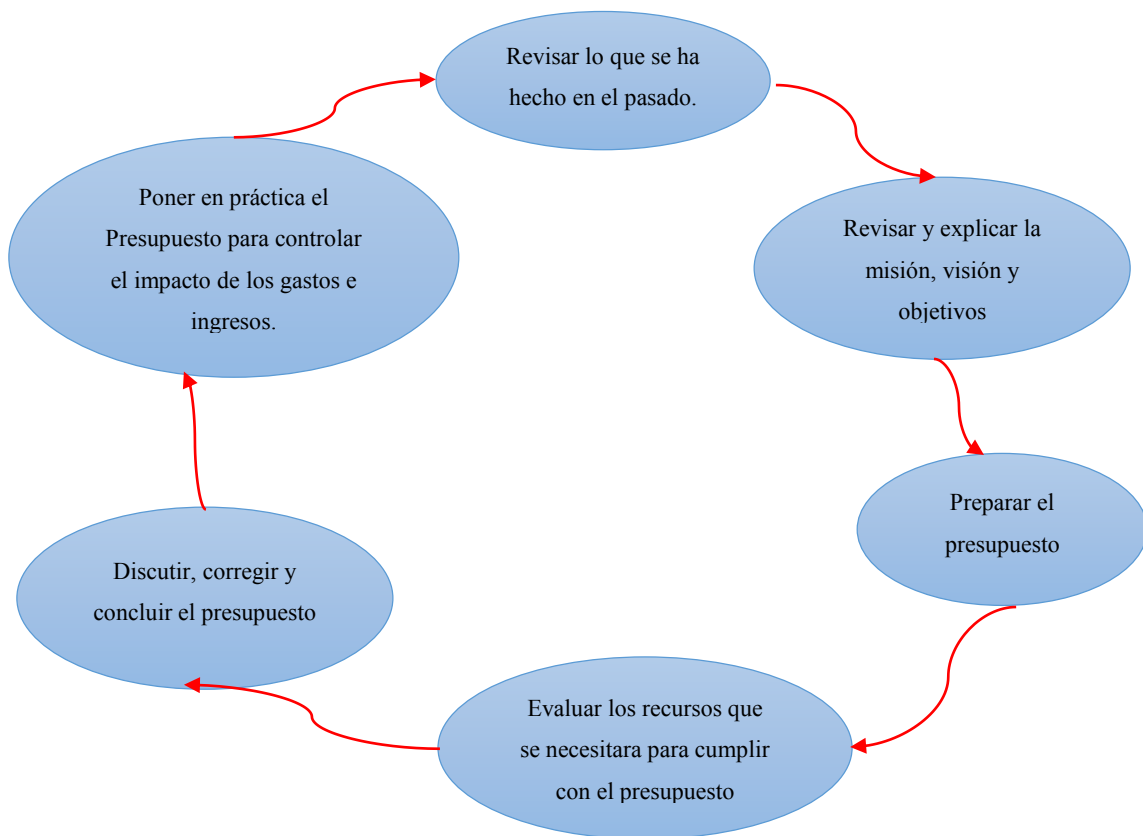 Revisar lo que se ha
hecho en el pasado.
Revisar y explicar la
misión, visión y
objetivos
Preparar el
presupuesto
Evaluar los recursos que
se necesitara para cumplir
con el presupuesto
Discutir, corregir y
concluir el presupuesto
Poner en práctica el
Presupuesto para controlar
el impacto de los gastos e
ingresos.